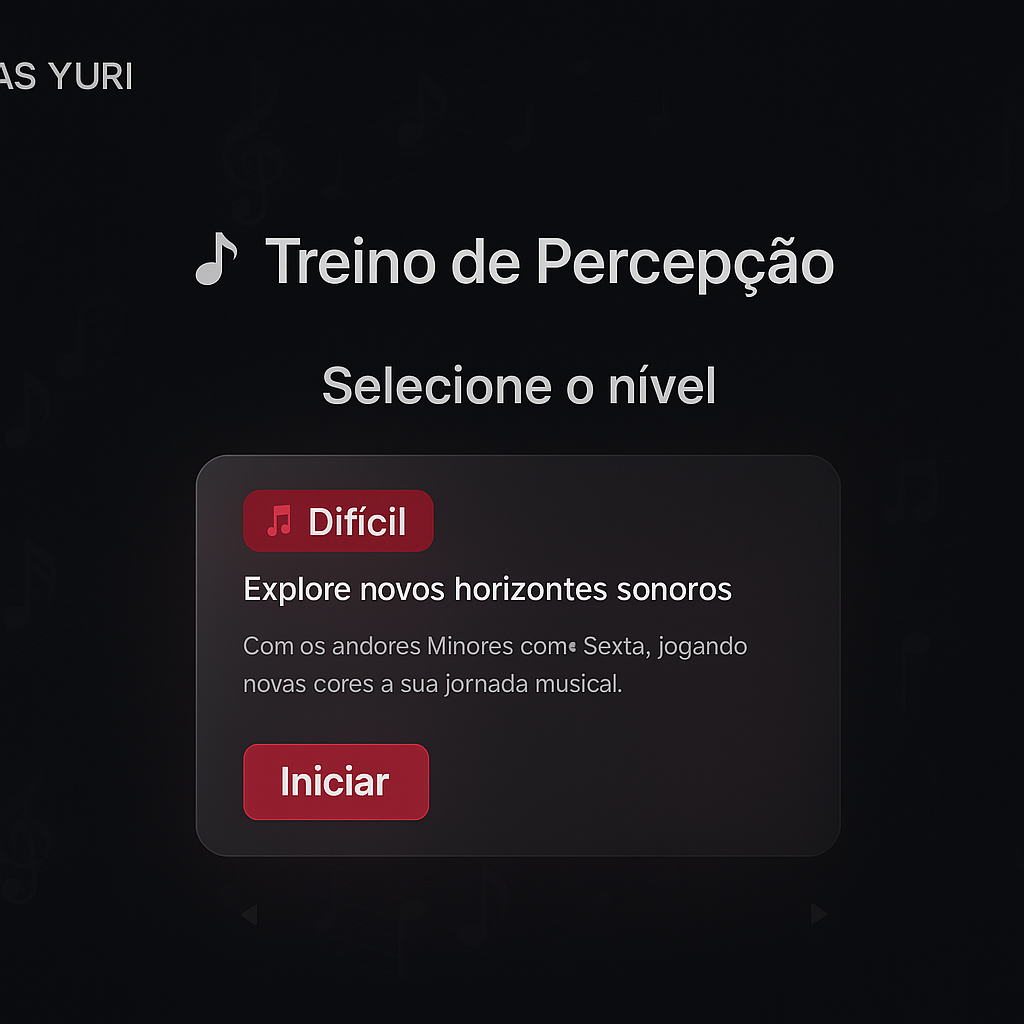 AS YURI
Treino de Percepção
Selecione o nível
Difícil
Explore novos horizontes sonoros
Com os andores Minores com Sexta, jogando
novas cores a sua jornada musical.
Iniciar